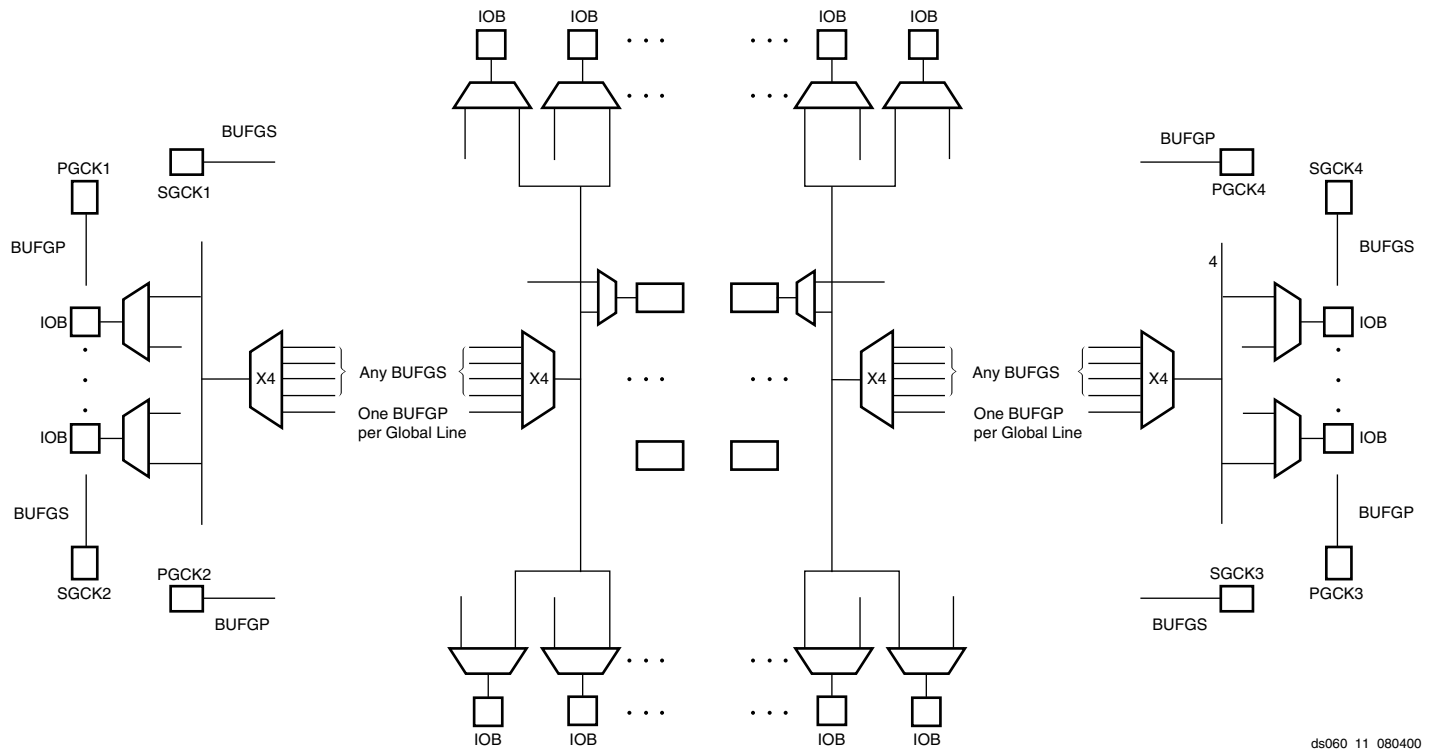 IOB
IOB
IOB
IOB
BUFGS
SGCK1
PGCK1
BUFGP
BUFGP
PGCK4
SGCK4
BUFGS
4
IOB
IOB
X4
Any BUFGS
X4
X4
Any BUFGS
X4
One BUFGP
per Global Line
One BUFGP
per Global Line
IOB
IOB
BUFGS
SGCK2
PGCK2
BUFGP
SGCK3
BUFGS
BUFGP
PGCK3
IOB
IOB
IOB
IOB
ds060_11_080400